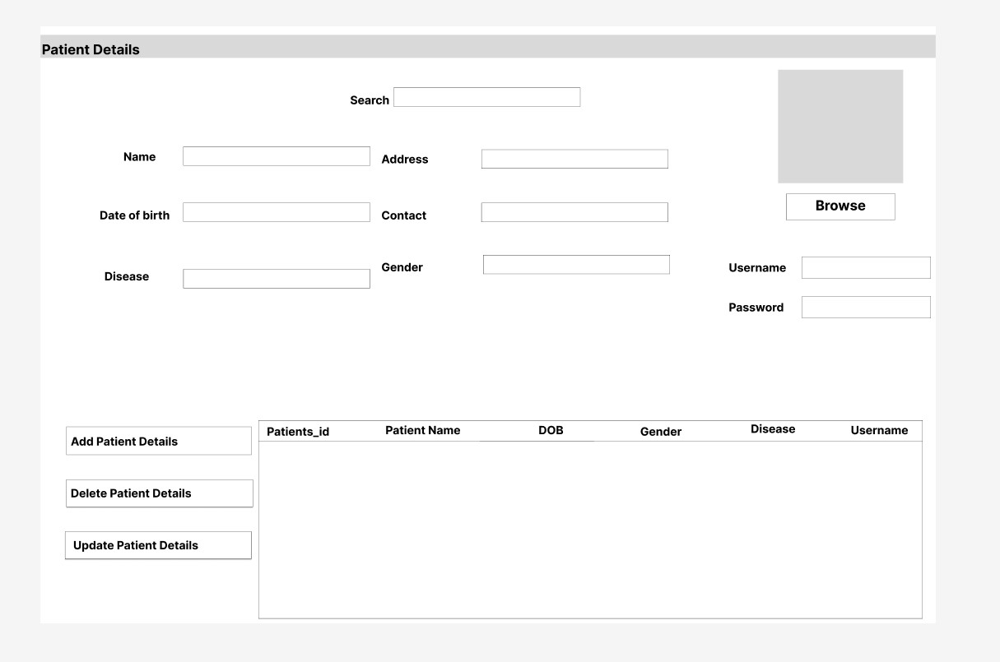 Patient Details
Search
Name
Address
Browse
Date of birth
Contact
Disease
Gender
Username
Password
Add Patient Details
Delete Patient Details
Update Patient Details
Patients_id Patient Name DOB Gender Disease Username